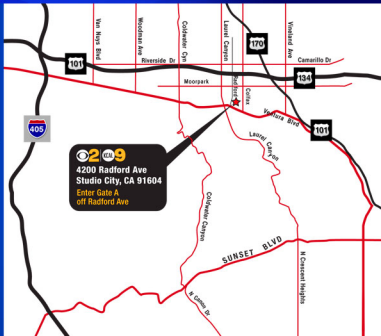 Van Nuys Blvd
Woodman Ave
Coldwater Cyn
Laurel Canyon
Radford
Colfax
Vineland Ave
170
101
Riverside Dr
Camarillo Dr
134
Moorpark
Ventura Blvd
101
405
Laurel Canyon
2 KCAL 9
4200 Radford Ave
Studio City, CA 91604
Enter Gate A
off Radford Ave
Coldwater Canyon
SUNSET BLVD
N Crescent Heights
N Canon Dr